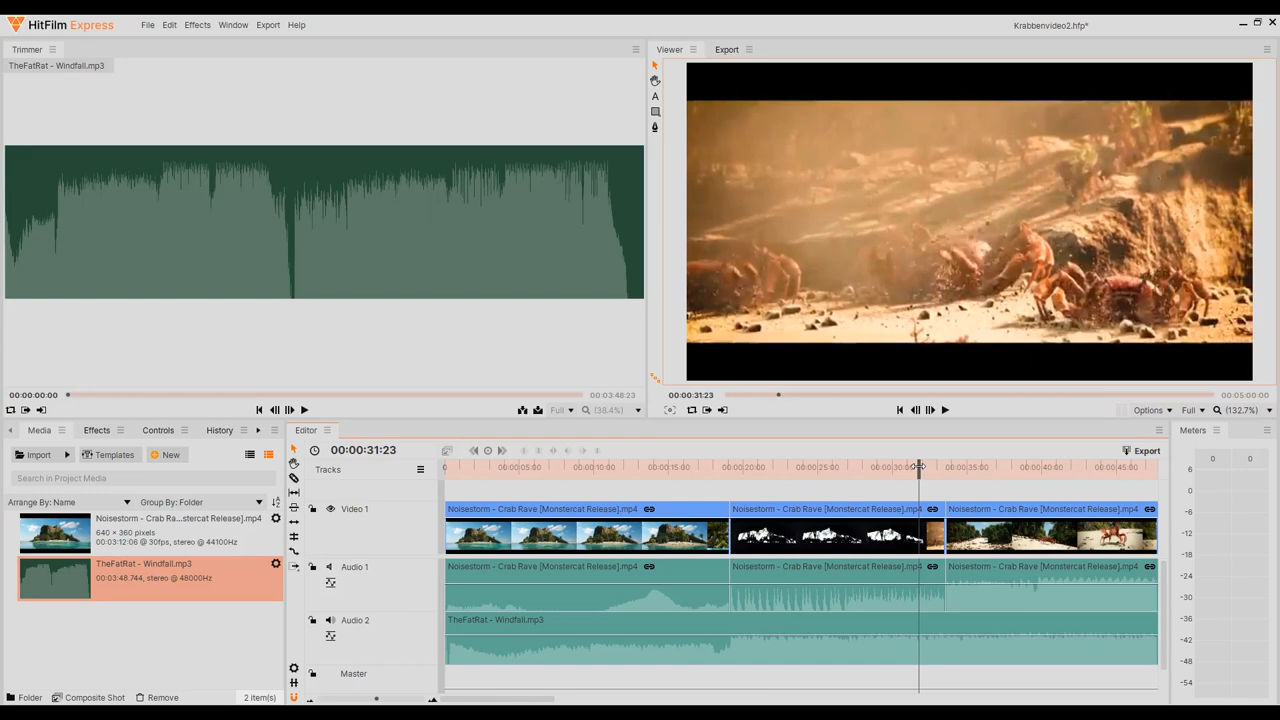 HitFilm Express
File Edit Effects Window Export Help
Krabbenvideo2.hfp*
Trimmer
TheFatRat - Windfall.mp3
Viewer Export
A
00:00:00:00
00:03:48:23
Full (38.4%)
00:00:31:23
00:05:00:00
Options Full (132.7%)
Media Effects Controls History
Import Templates New
Search in Project Media
Arrange By: Name Group By: Folder
Noisestorm - Crab Ra...stercat Release].mp4
640 × 360 pixels
00:3:12:06 @ 30fps, stereo @ 44100Hz
TheFatRat - Windfall.mp3
00:03:48.744, stereo @ 48000Hz
Folder Composite Shot Remove 2 item(s)
Editor
00:00:31:23
Export
Tracks
0 00:00:05:00 00:00:10:00 00:00:15:00 00:00:20:00 00:00:25:00 00:00:30:00 00:00:35:00 00:00:40:00 00:00:45:00
Video 1
Noisestorm - Crab Rave [Monstercat Release].mp4 Noisestorm - Crab Rave [Monstercat Release].mp4 Noisestorm - Crab Rave [Monstercat Release].mp4
Audio 1
Noisestorm - Crab Rave [Monstercat Release].mp4 Noisestorm - Crab Rave [Monstercat Release].mp4 Noisestorm - Crab Rave [Monstercat Release].mp4
Audio 2
TheFatRat - Windfall.mp3
Master
Meters
0 0
6
0
-6
-12
-18
-24
-30
-36
-42
-48
-54